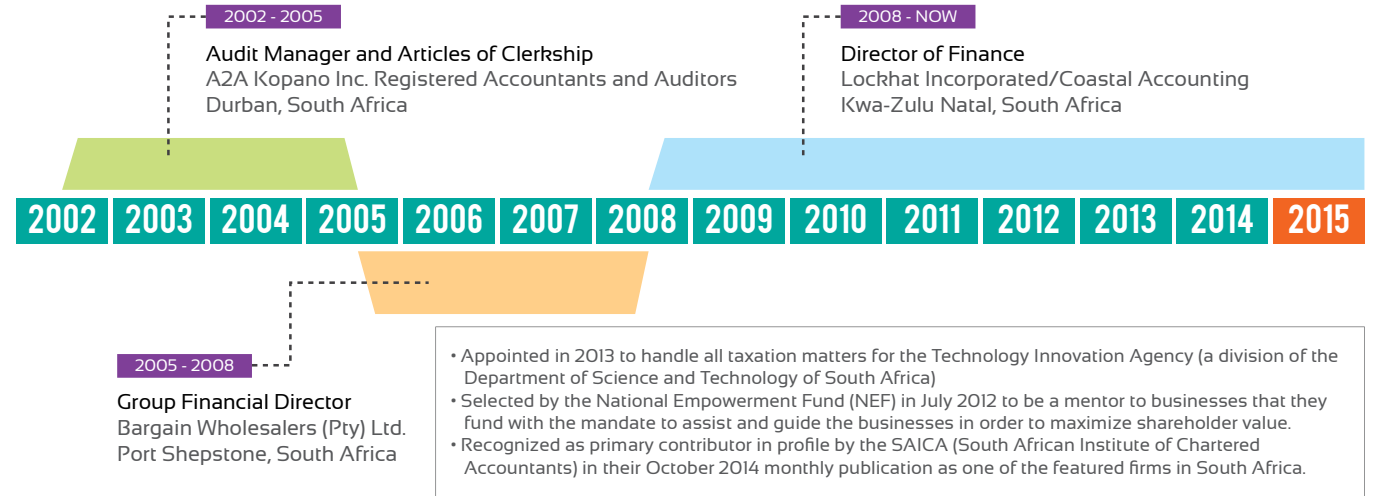 2002 - 2005
Audit Manager and Articles of Clerkship
A2A Kopano Inc. Registered Accountants and Auditors
Durban, South Africa
2008 - NOW
Director of Finance
Lockhat Incorporated/Coastal Accounting
Kwa-Zulu Natal, South Africa
2002 2003 2004 2005 2006 2007 2008 2009 2010 2011 2012 2013 2014 2015
2005 - 2008
Group Financial Director
Bargain Wholesalers (Pty) Ltd.
Port Shepstone, South Africa
• Appointed in 2013 to handle all taxation matters for the Technology Innovation Agency (a division of the
Department of Science and Technology of South Africa)
• Selected by the National Empowerment Fund (NEF) in July 2012 to be a mentor to businesses that they
fund with the mandate to assist and guide the businesses in order to maximize shareholder value.
• Recognized as primary contributor in profile by the SAICA (South African Institute of Chartered
Accountants) in their October 2014 monthly publication as one of the featured firms in South Africa.